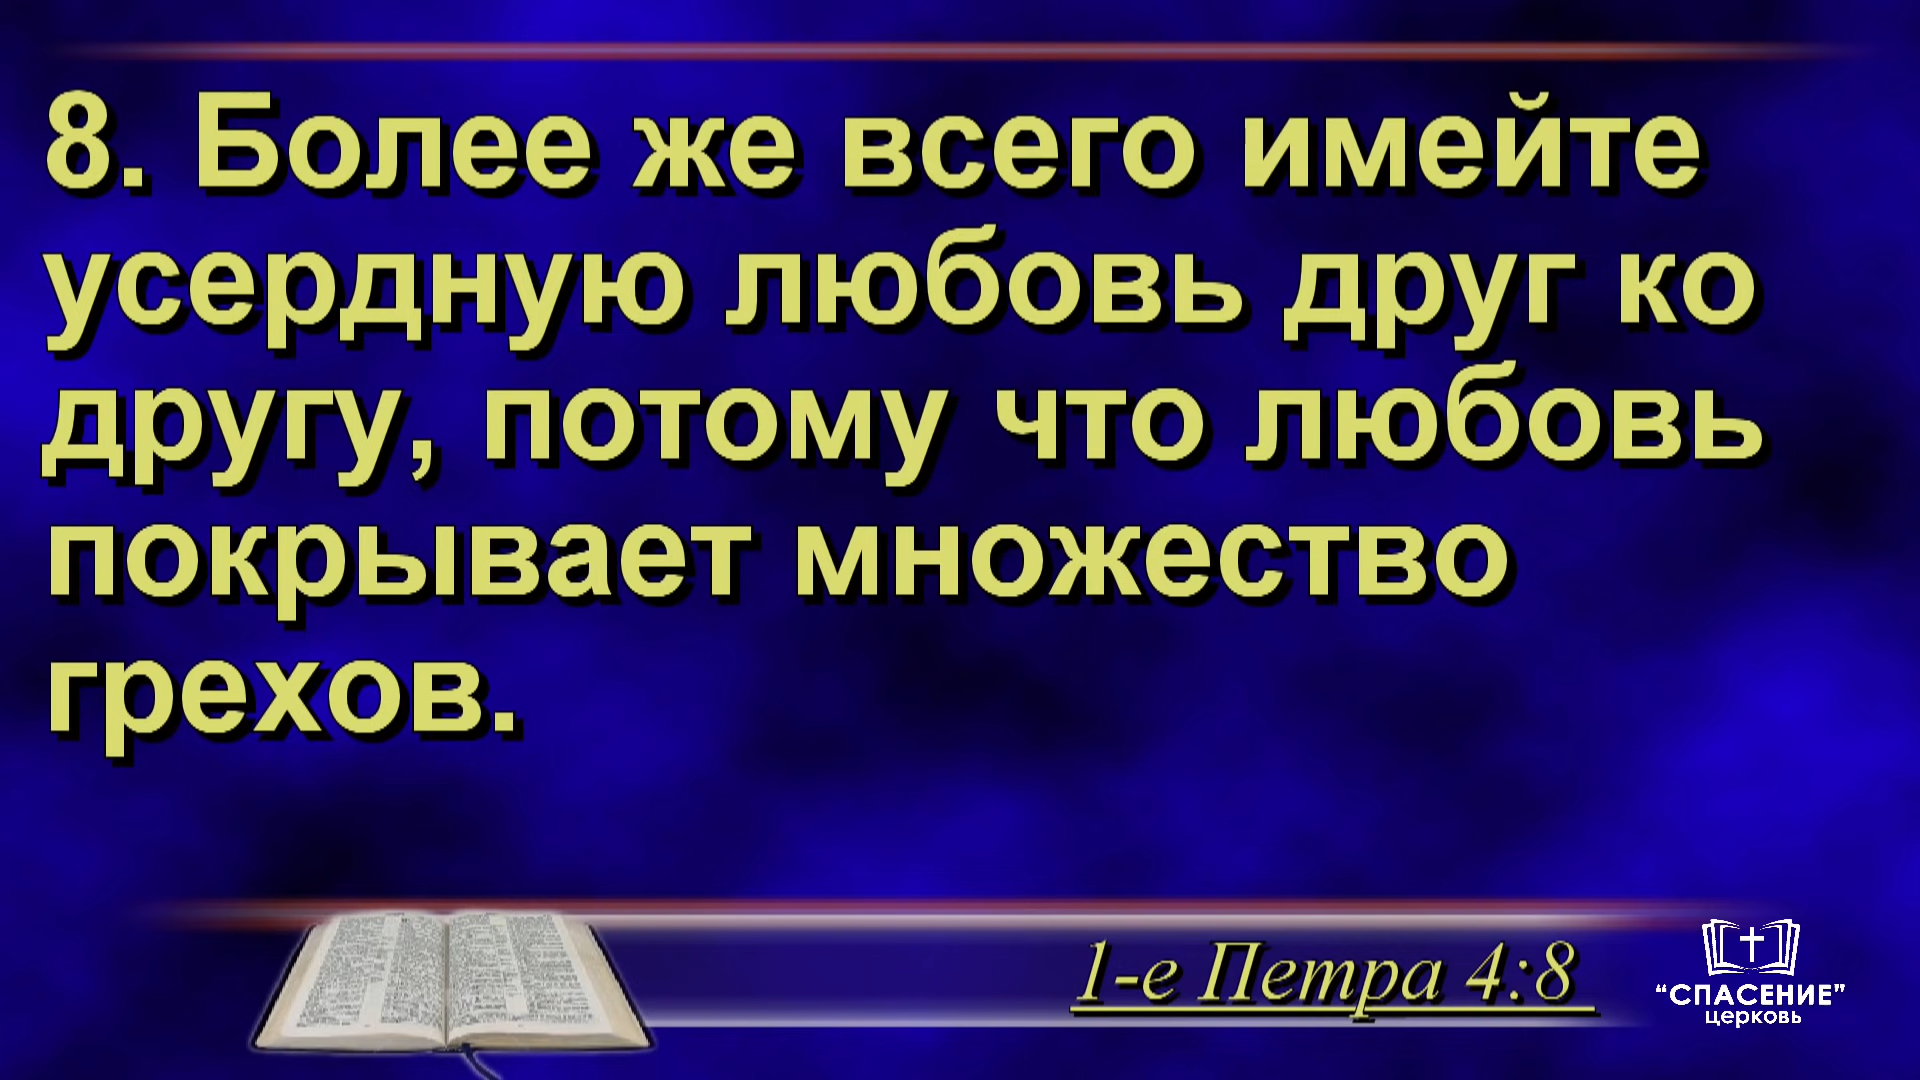 8. Более же всего имейте
усердную любовь друг ко
другу, потому что любовь
покрывает множество
грехов.
1-е Петра 4:8
“СПАСЕНИЕ”
церковь